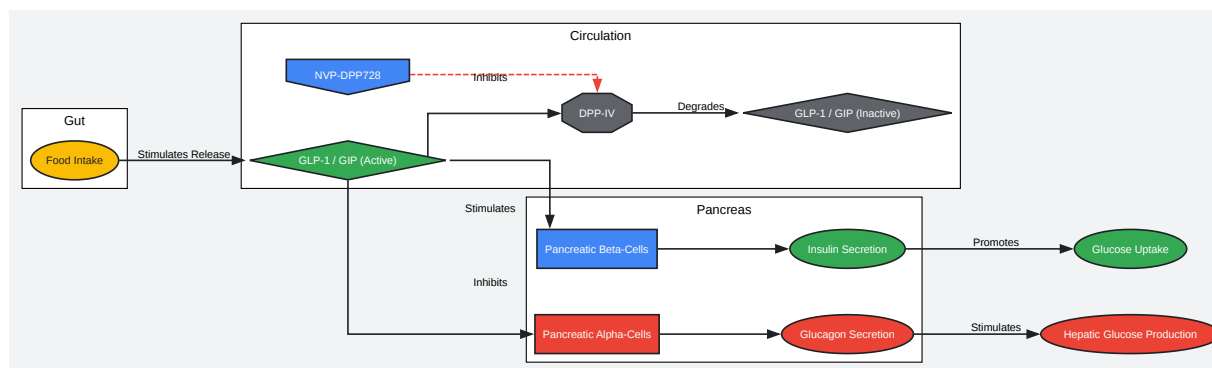 Circulation
NVP-DPP728
Inhibits
DPP-IV
Degrades
GLP-1 / GIP (Inactive)
Gut
Food Intake
Stimulates Release
GLP-1 / GIP (Active)
Stimulates
Pancreas
Pancreatic Beta-Cells
Insulin Secretion
Promotes
Glucose Uptake
Inhibits
Pancreatic Alpha-Cells
Glucagon Secretion
Stimulates
Hepatic Glucose Production